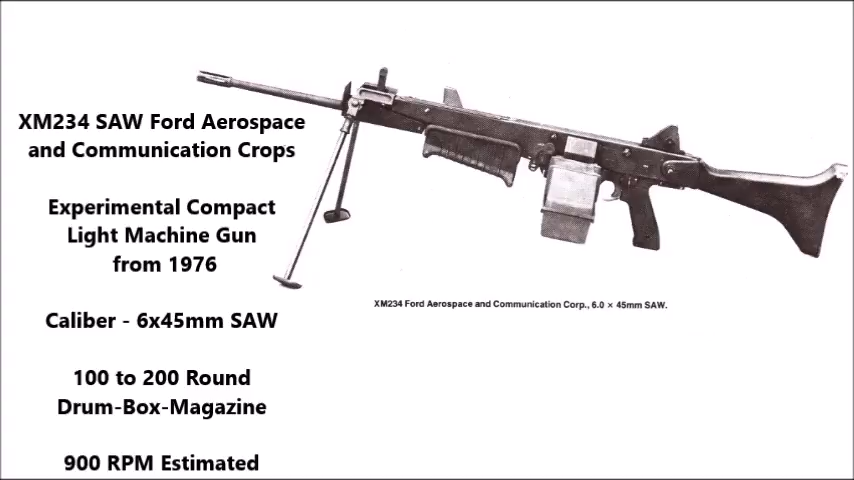 XM234 SAW Ford Aerospace
and Communication Crops
Experimental Compact
Light Machine Gun
from 1976
Caliber - 6x45mm SAW
100 to 200 Round
Drum-Box-Magazine
900 RPM Estimated
XM234 Ford Aerospace and Communication Corp., 6.0 × 45mm SAW.